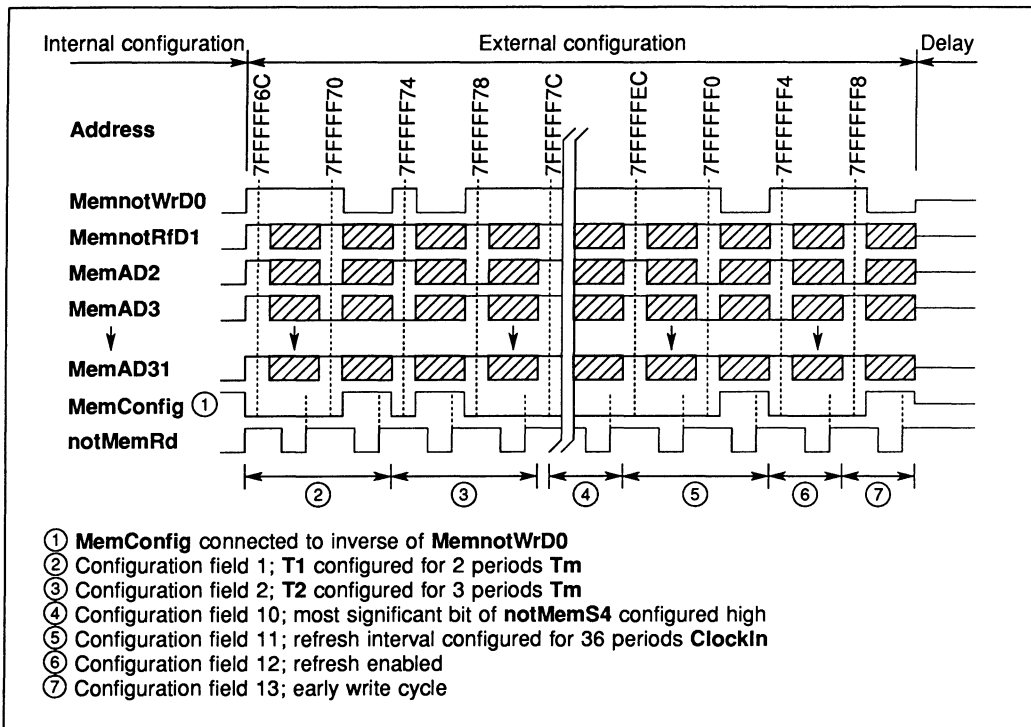 Internal configuration
External configuration
Delay
Address
7FFFFF6C
7FFFFF70
7FFFFF74
7FFFFF78
7FFFFF7C
7FFFFFEC
7FFFFFF0
7FFFFFF4
7FFFFFF8
MemnotWrD0
MemnotRfD1
MemAD2
MemAD3
MemAD31
MemConfig ①
notMemRd
② ③ ④ ⑤ ⑥ ⑦
① MemConfig connected to inverse of MemnotWrD0
② Configuration field 1; T1 configured for 2 periods Tm
③ Configuration field 2; T2 configured for 3 periods Tm
④ Configuration field 10; most significant bit of notMemS4 configured high
⑤ Configuration field 11; refresh interval configured for 36 periods ClockIn
⑥ Configuration field 12; refresh enabled
⑦ Configuration field 13; early write cycle